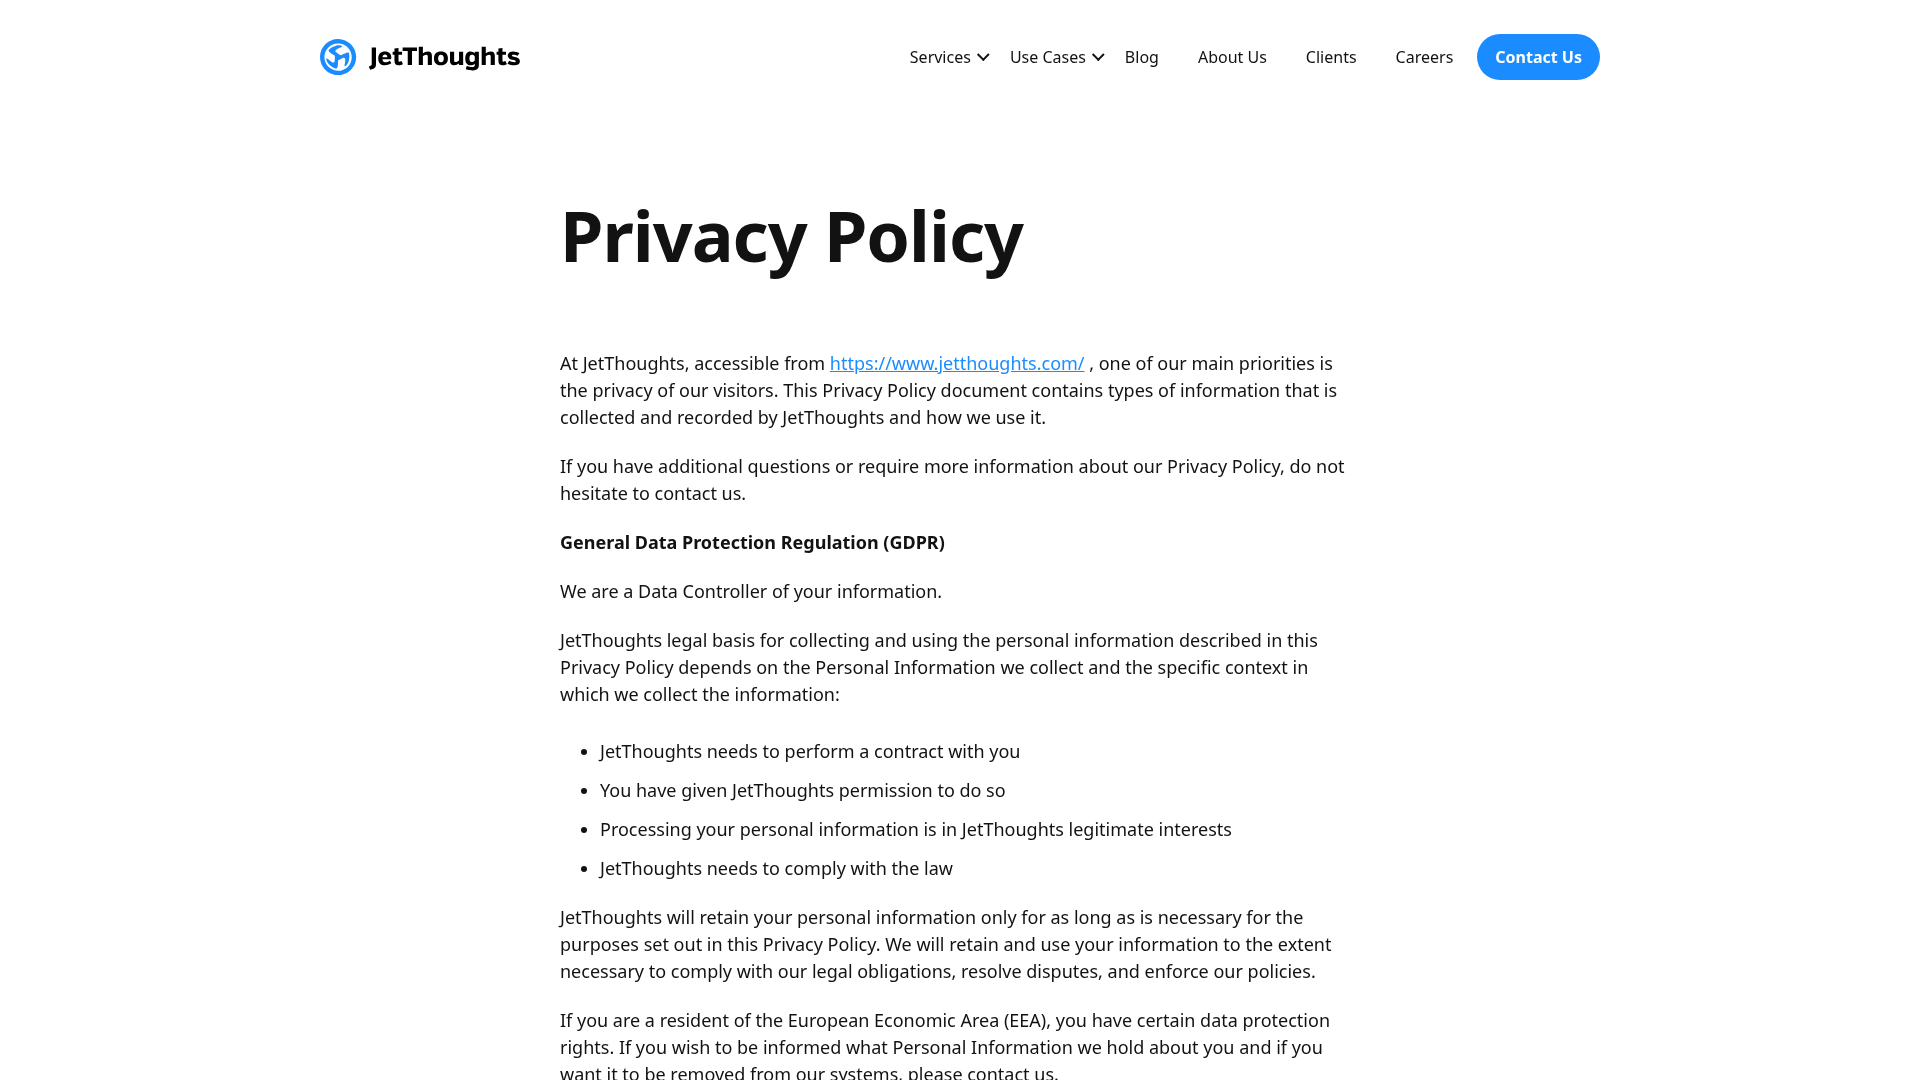 JetThoughts
Services
Use Cases
Blog
About Us
Clients
Careers
Contact Us
Privacy Policy
At JetThoughts, accessible from https://www.jetthoughts.com/ , one of our main priorities is
the privacy of our visitors. This Privacy Policy document contains types of information that is
collected and recorded by JetThoughts and how we use it.
If you have additional questions or require more information about our Privacy Policy, do not
hesitate to contact us.
General Data Protection Regulation (GDPR)
We are a Data Controller of your information.
JetThoughts legal basis for collecting and using the personal information described in this
Privacy Policy depends on the Personal Information we collect and the specific context in
which we collect the information:
JetThoughts needs to perform a contract with you
You have given JetThoughts permission to do so
Processing your personal information is in JetThoughts legitimate interests
JetThoughts needs to comply with the law
JetThoughts will retain your personal information only for as long as is necessary for the
purposes set out in this Privacy Policy. We will retain and use your information to the extent
necessary to comply with our legal obligations, resolve disputes, and enforce our policies.
If you are a resident of the European Economic Area (EEA), you have certain data protection
rights. If you wish to be informed what Personal Information we hold about you and if you
want it to be removed from our systems, please contact us.